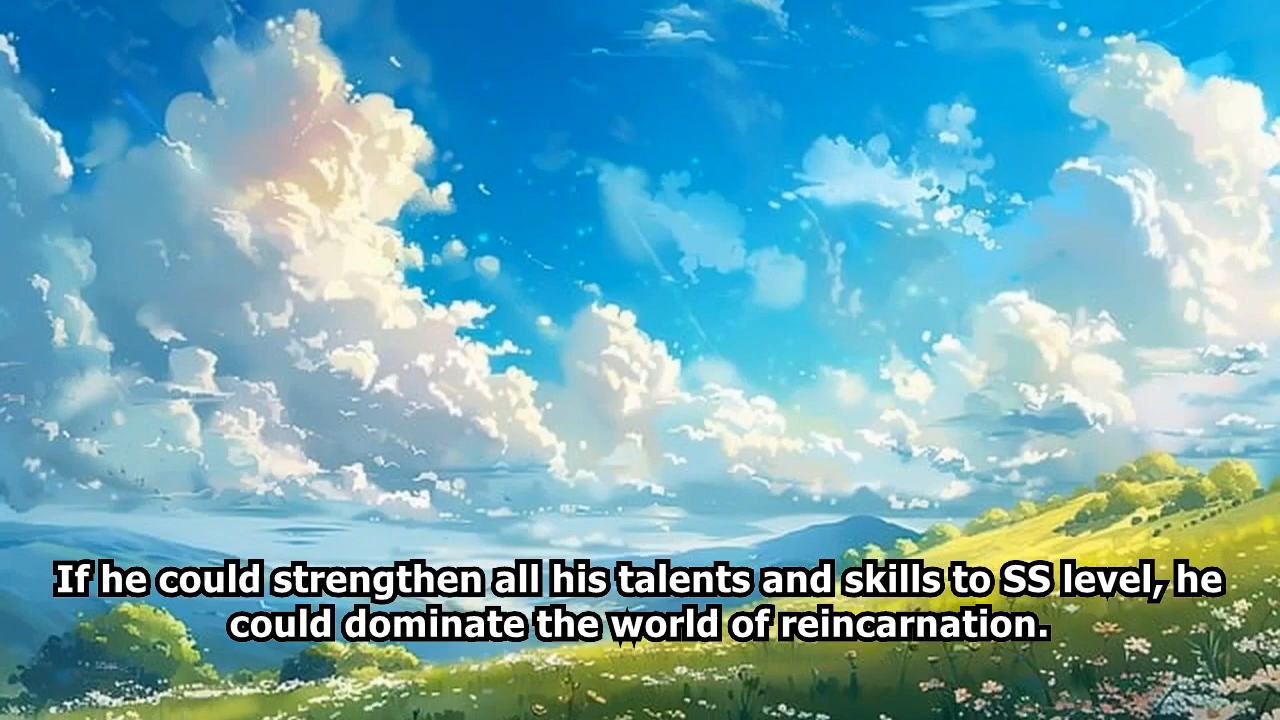 If he could strengthen all his talents and skills to SS level, he
could dominate the world of reincarnation.